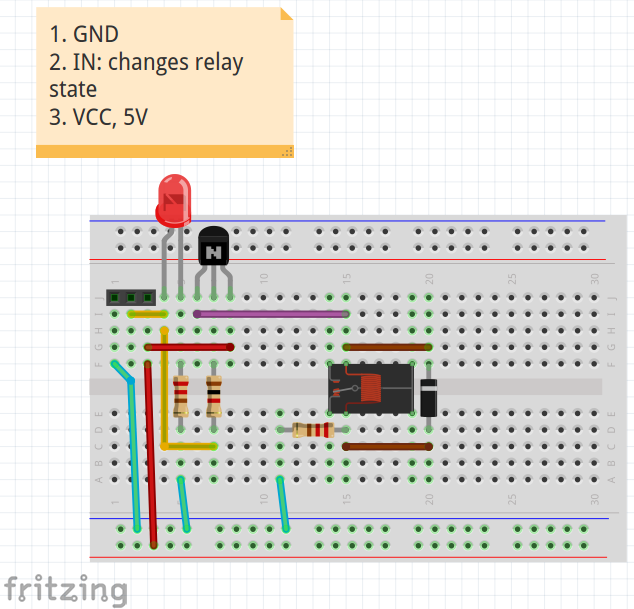 1. GND
2. IN: changes relay
state
3. VCC, 5V
N
1 5 10 15 20 25 30
J J
I I
H H
G G
F F
E E
D D
C C
B B
A A
1 5 10 15 20 25 30
fritzing